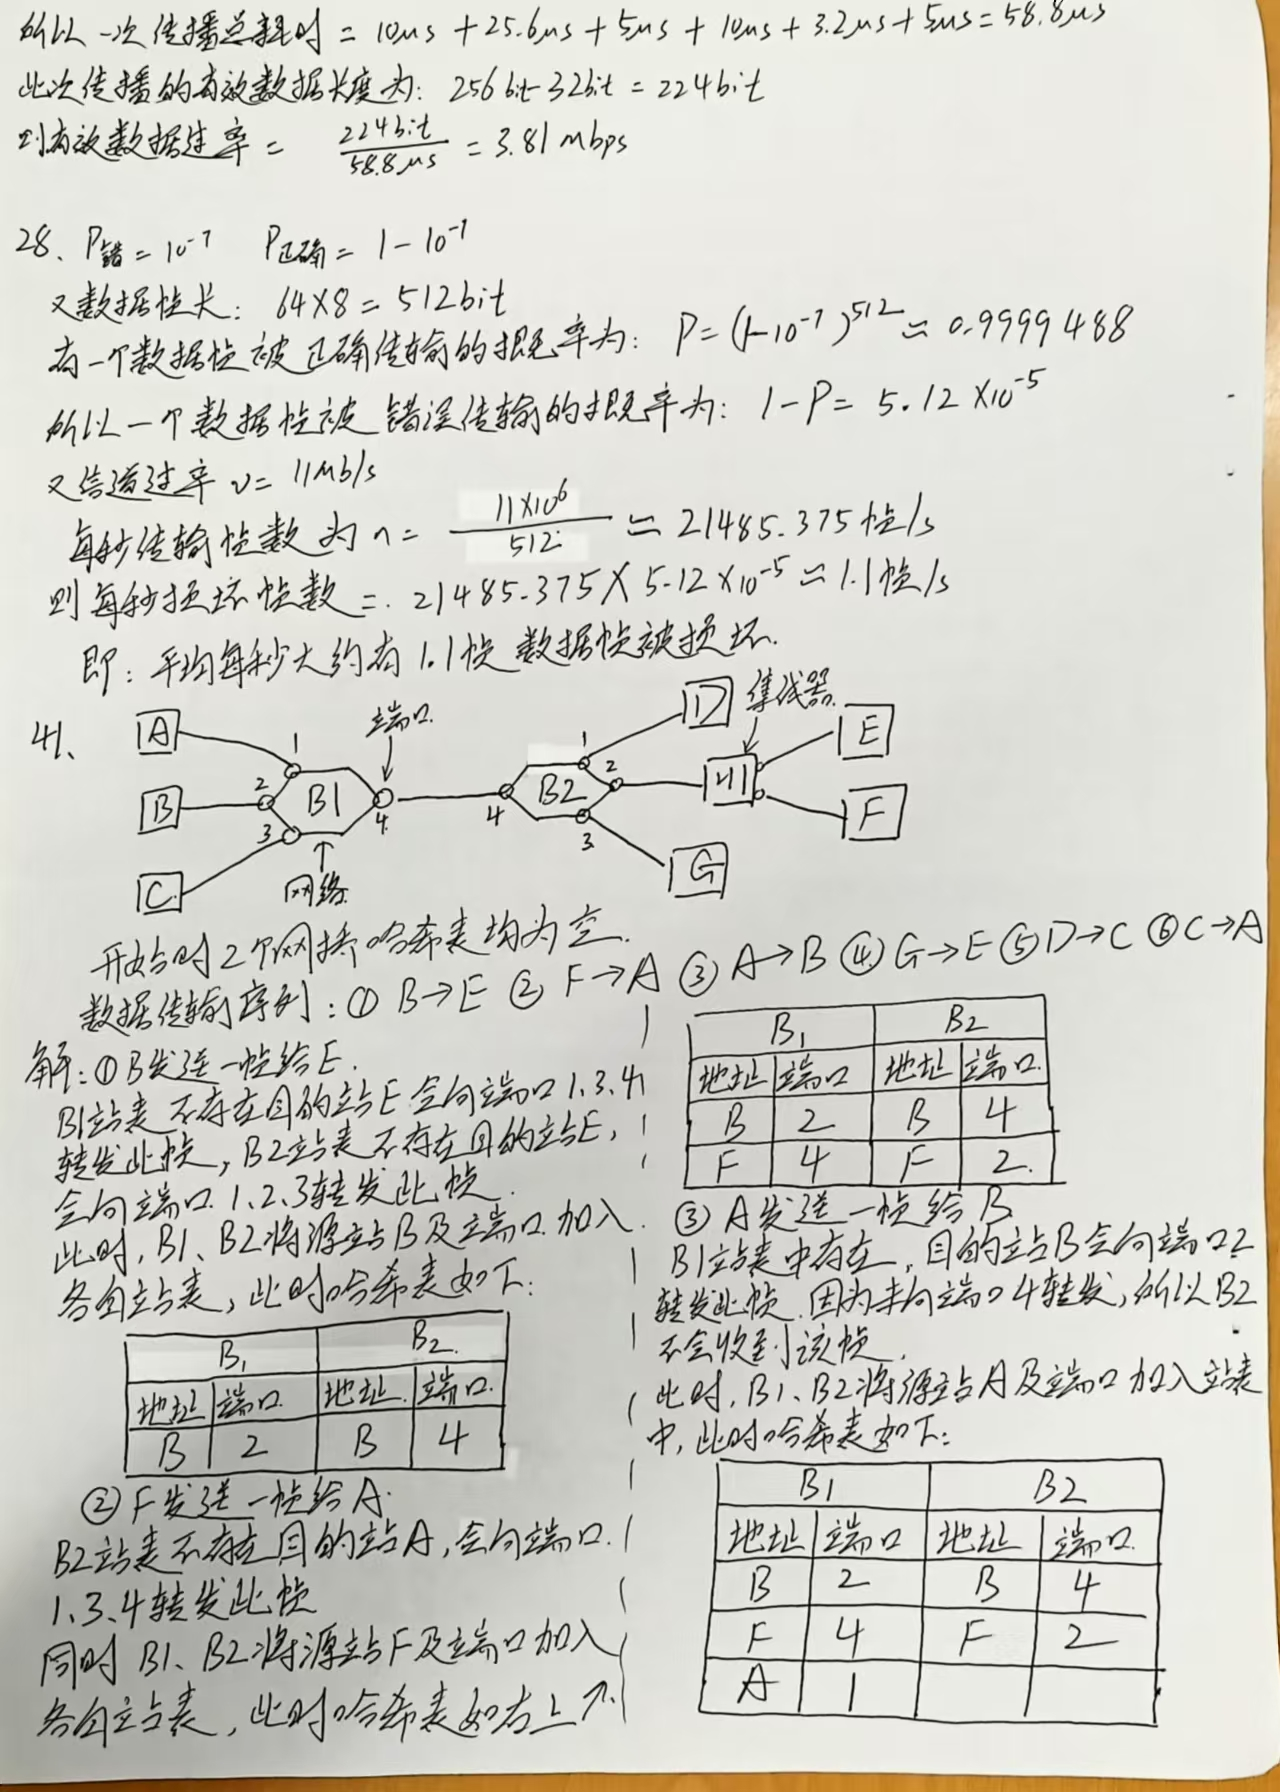 所以一次传播总耗时 = 10μs + 25.6μs + 5μs + 10μs + 3.2μs + 5μs = 58.8μs
此次传播的有效数据长度为: 256bit-32bit = 224bit
则有效数据速率 = 224bit / 58.8μs = 3.81 Mbps
28、P错 = 10⁻⁷ P正确 = 1 - 10⁻⁷
又数据帧长: 64×8 = 512bit
有一个数据帧被正确传输的概率为: P = (1-10⁻⁷)⁵¹² ≈ 0.9999488
所以一个数据帧被错误传输的概率为: 1-P = 5.12×10⁻⁵
又信道速率 v = 11Mb/s
每秒传输帧数为 n = 11×10⁶ / 512 ≈ 21485.375帧/s
则每秒损坏帧数 = 21485.375 × 5.12×10⁻⁵ ≈ 1.1帧/s
即: 平均每秒大约有1.1帧数据帧被损坏.
41、
A
B
C
1
2
3
4
B1
端口
网络
4
1
2
3
B2
D
集线器
H1
E
F
G
开始时2个网桥哈希表均为空.
数据传输序列: ① B→E ② F→A ③ A→B ④ G→E ⑤ D→C ⑥ C→A
解: ①B发送一帧给E.
B1站表不存在目的站E会向端口1.3.4
转发此帧, B2站表不存在目的站E,
会向端口1.2.3转发此帧.
此时, B1、B2将源站B及端口加入
各自站表, 此时哈希表如下:
B₁ B₂
地址 端口 地址 端口
B 2 B 4
②F发送一帧给A.
B2站表不存在目的站A, 会向端口
1.3.4转发此帧
同时B1、B2将源站F及端口加入
各自站表, 此时哈希表如右上↗
B₁ B₂
地址 端口 地址 端口
B 2 B 4
F 4 F 2
③ A发送一帧给B
B1站表中存在, 目的站B会向端口2
转发此帧.因为未向端口4转发, 所以B2
不会收到该帧.
此时, B1、B2将源站A及端口加入站表
中, 此时哈希表如下:
B1 B2
地址 端口 地址 端口
B 2 B 4
F 4 F 2
A 1